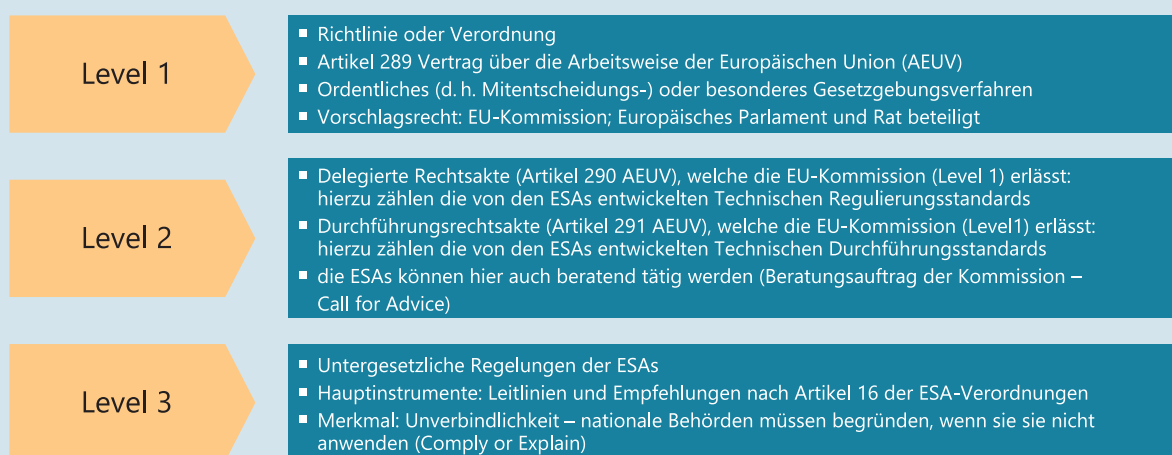 Level 1
▪ Richtlinie oder Verordnung
▪ Artikel 289 Vertrag über die Arbeitsweise der Europäischen Union (AEUV)
▪ Ordentliches (d. h. Mitentscheidungs-) oder besonderes Gesetzgebungsverfahren
▪ Vorschlagsrecht: EU-Kommission; Europäisches Parlament und Rat beteiligt
Level 2
▪ Delegierte Rechtsakte (Artikel 290 AEUV), welche die EU-Kommission (Level 1) erlässt:
hierzu zählen die von den ESAs entwickelten Technischen Regulierungsstandards
▪ Durchführungsrechtsakte (Artikel 291 AEUV), welche die EU-Kommission (Level1) erlässt:
hierzu zählen die von den ESAs entwickelten Technischen Durchführungsstandards
▪ die ESAs können hier auch beratend tätig werden (Beratungsauftrag der Kommission –
Call for Advice)
Level 3
▪ Untergesetzliche Regelungen der ESAs
▪ Hauptinstrumente: Leitlinien und Empfehlungen nach Artikel 16 der ESA-Verordnungen
▪ Merkmal: Unverbindlichkeit – nationale Behörden müssen begründen, wenn sie sie nicht
anwenden (Comply or Explain)